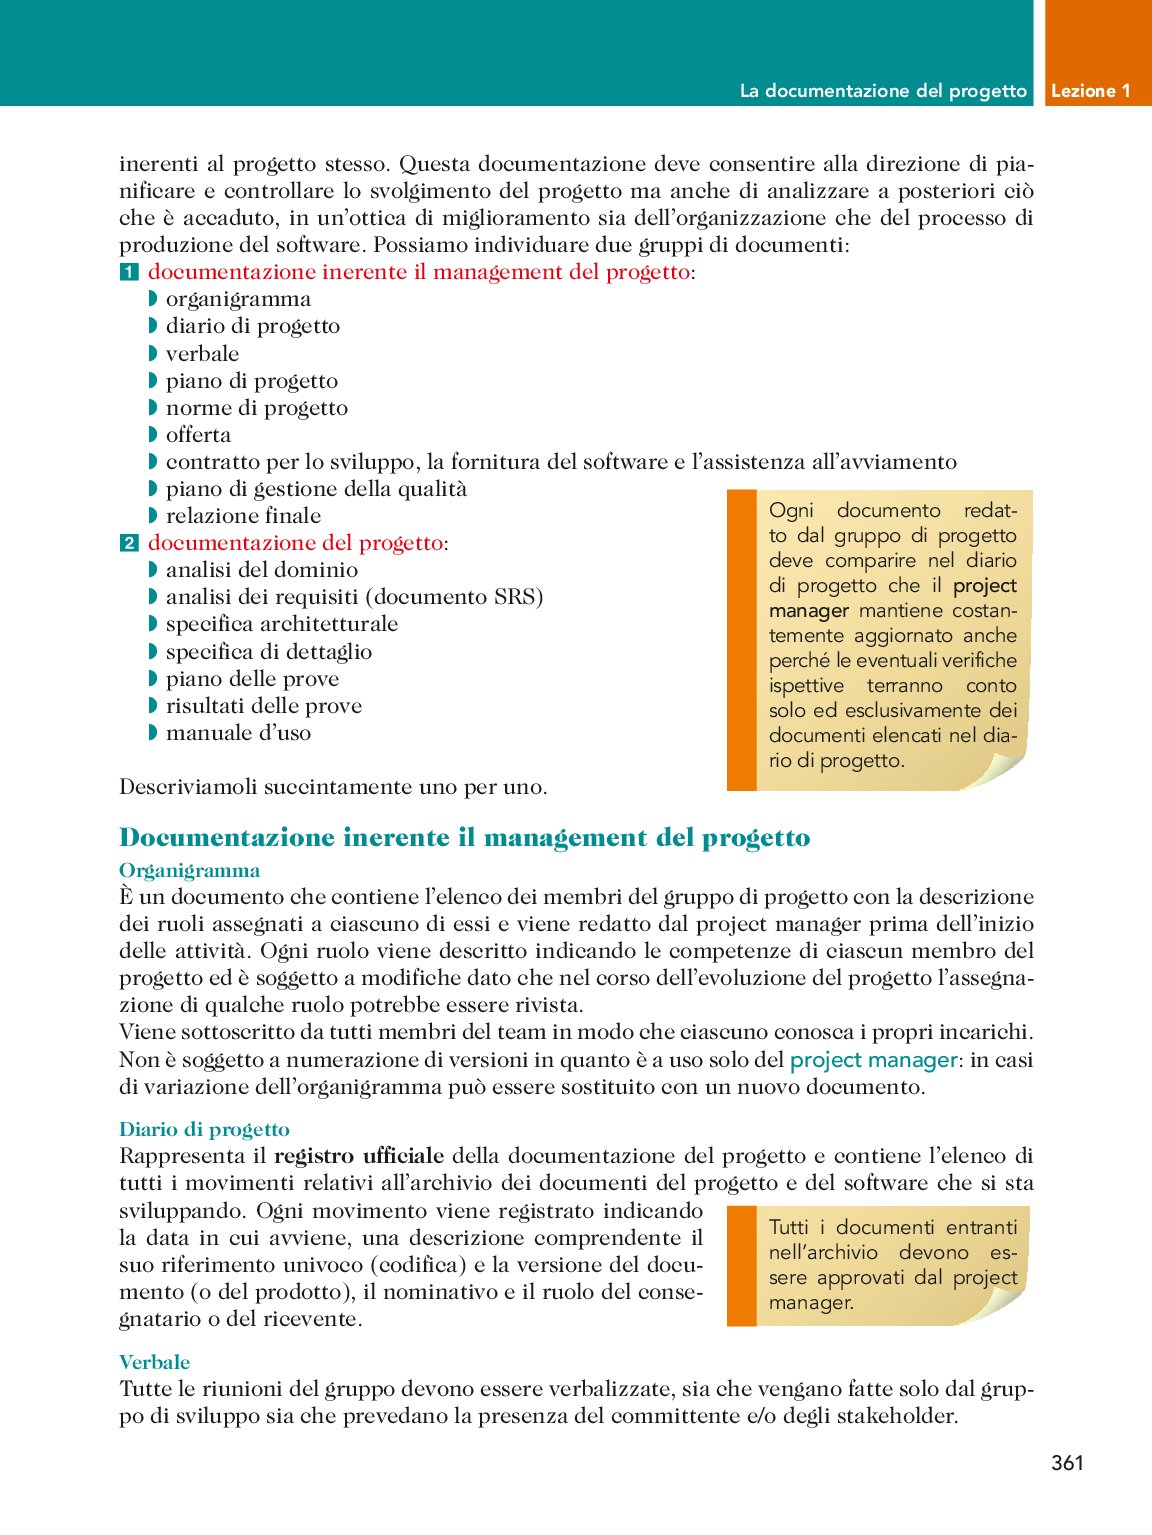 La documentazione del progetto Lezione 1
inerenti al progetto stesso. Questa documentazione deve consentire alla direzione di pia-
nificare e controllare lo svolgimento del progetto ma anche di analizzare a posteriori ciò
che è accaduto, in un’ottica di miglioramento sia dell’organizzazione che del processo di
produzione del software. Possiamo individuare due gruppi di documenti:
1 documentazione inerente il management del progetto:
◗ organigramma
◗ diario di progetto
◗ verbale
◗ piano di progetto
◗ norme di progetto
◗ offerta
◗ contratto per lo sviluppo, la fornitura del software e l’assistenza all’avviamento
◗ piano di gestione della qualità
◗ relazione finale
2 documentazione del progetto:
◗ analisi del dominio
◗ analisi dei requisiti (documento SRS)
◗ specifica architetturale
◗ specifica di dettaglio
◗ piano delle prove
◗ risultati delle prove
◗ manuale d’uso
Ogni documento redat-
to dal gruppo di progetto
deve comparire nel diario
di progetto che il project
manager mantiene costan-
temente aggiornato anche
perché le eventuali verifiche
ispettive terranno conto
solo ed esclusivamente dei
documenti elencati nel dia-
rio di progetto.
Descriviamoli succintamente uno per uno.
Documentazione inerente il management del progetto
Organigramma
È un documento che contiene l’elenco dei membri del gruppo di progetto con la descrizione
dei ruoli assegnati a ciascuno di essi e viene redatto dal project manager prima dell’inizio
delle attività. Ogni ruolo viene descritto indicando le competenze di ciascun membro del
progetto ed è soggetto a modifiche dato che nel corso dell’evoluzione del progetto l’assegna-
zione di qualche ruolo potrebbe essere rivista.
Viene sottoscritto da tutti membri del team in modo che ciascuno conosca i propri incarichi.
Non è soggetto a numerazione di versioni in quanto è a uso solo del project manager: in casi
di variazione dell’organigramma può essere sostituito con un nuovo documento.
Diario di progetto
Rappresenta il registro ufficiale della documentazione del progetto e contiene l’elenco di
tutti i movimenti relativi all’archivio dei documenti del progetto e del software che si sta
sviluppando. Ogni movimento viene registrato indicando
la data in cui avviene, una descrizione comprendente il
suo riferimento univoco (codifica) e la versione del docu-
mento (o del prodotto), il nominativo e il ruolo del conse-
gnatario o del ricevente.
Tutti i documenti entranti
nell’archivio devono es-
sere approvati dal project
manager.
Verbale
Tutte le riunioni del gruppo devono essere verbalizzate, sia che vengano fatte solo dal grup-
po di sviluppo sia che prevedano la presenza del committente e/o degli stakeholder.
361